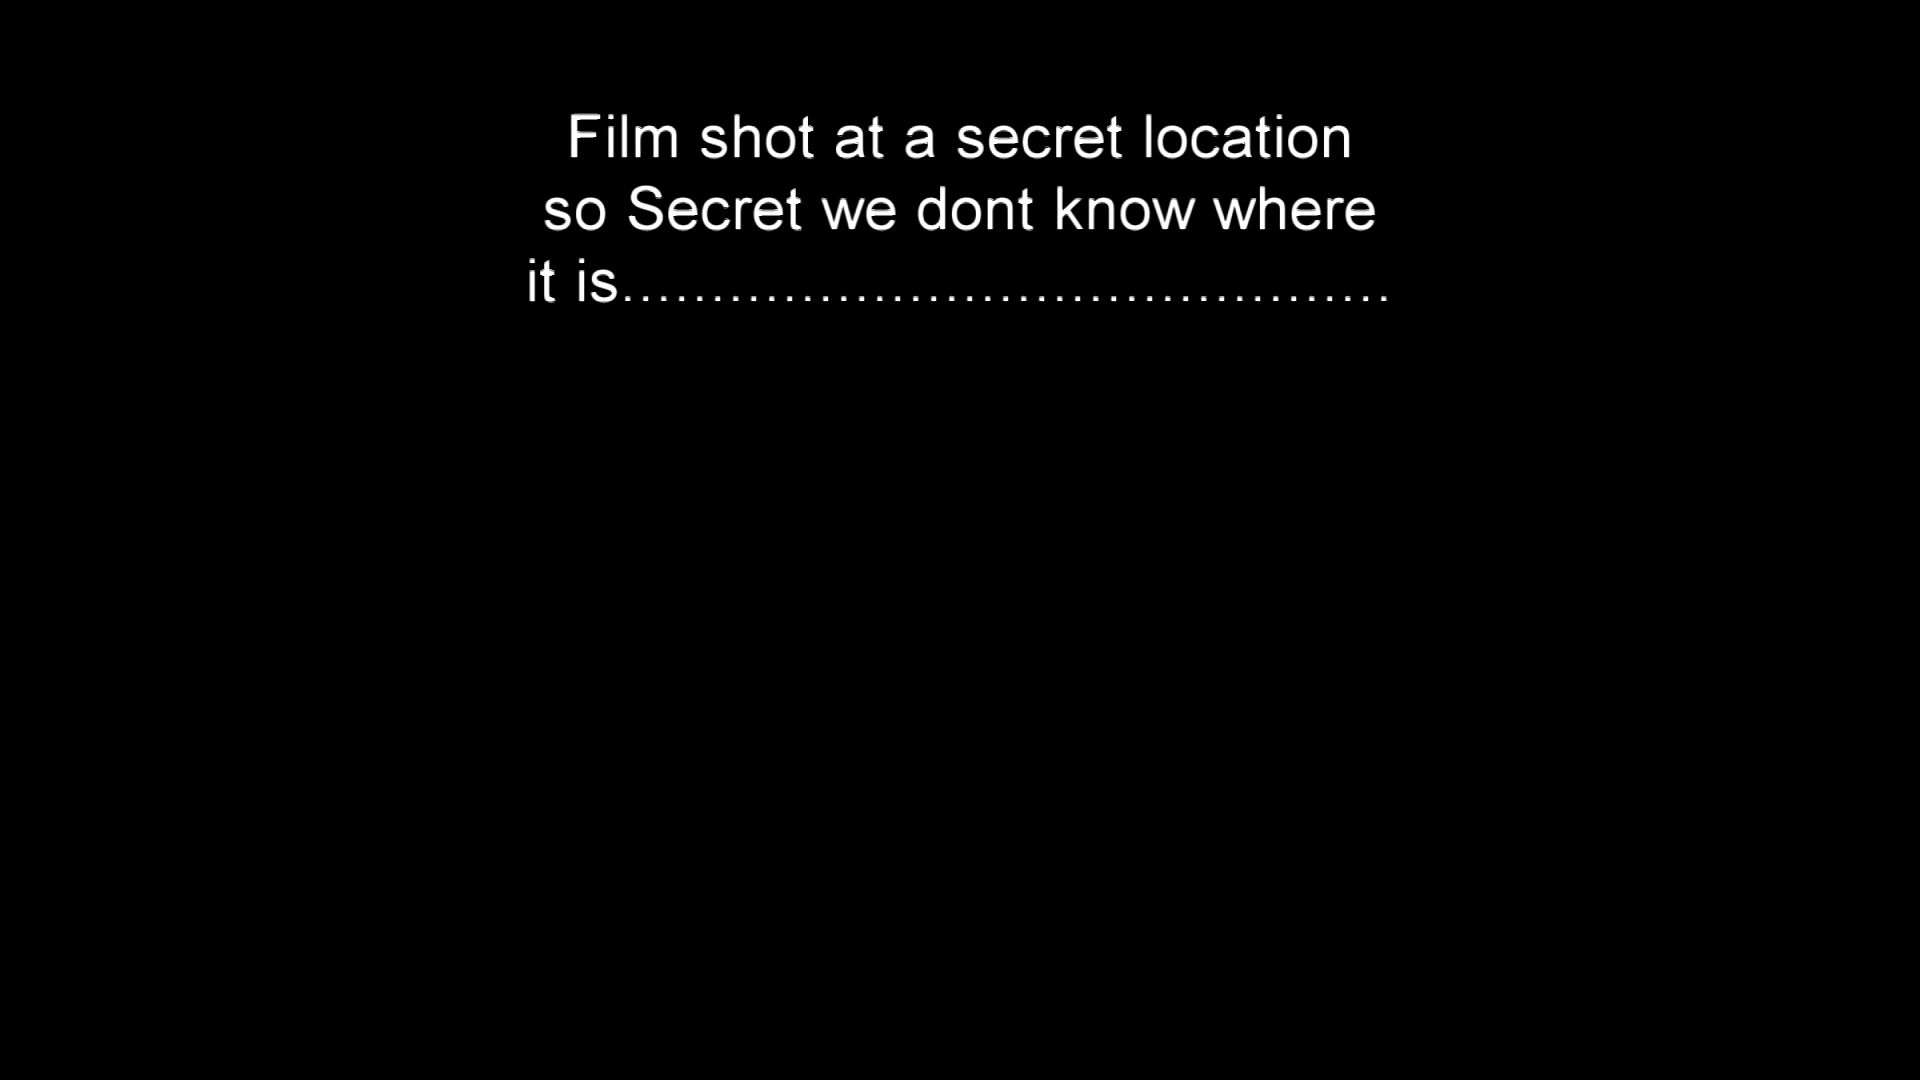 Film shot at a secret location
so Secret we dont know where
it is...........................................